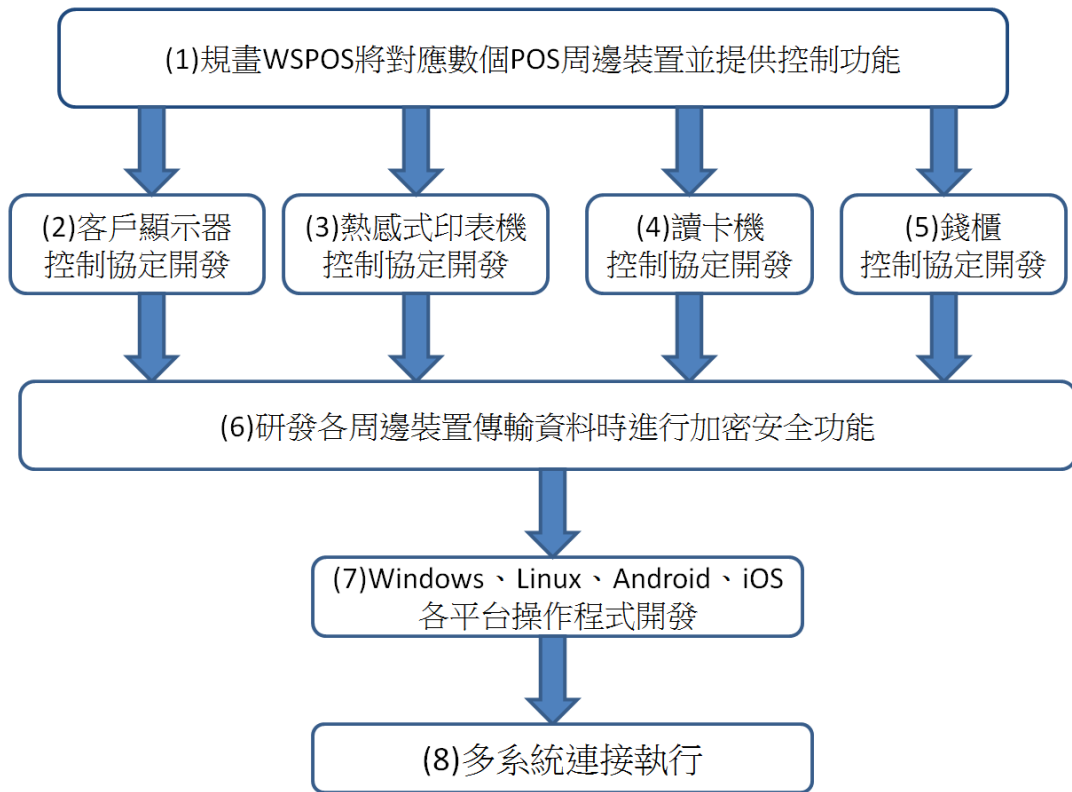 (1)規畫WSPOS將對應數個POS周邊裝置並提供控制功能
(2)客戶顯示器
控制協定開發
(3)熱感式印表機
控制協定開發
(4)讀卡機
控制協定開發
(5)錢櫃
控制協定開發
(6)研發各周邊裝置傳輸資料時進行加密安全功能
(7)Windows、Linux、Android、iOS
各平台操作程式開發
(8)多系統連接執行